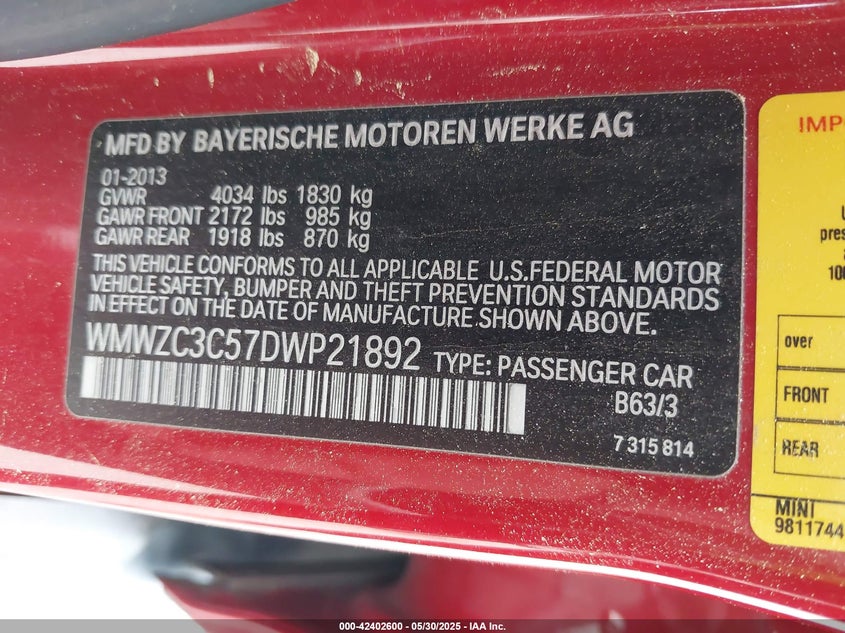 MFD BY BAYERISCHE MOTOREN WERKE AG
01-2013
GVWR 4034 lbs 1830 kg
GAWR FRONT 2172 lbs 985 kg
GAWR REAR 1918 lbs 870 kg
THIS VEHICLE CONFORMS TO ALL APPLICABLE U.S.FEDERAL MOTOR
VEHICLE SAFETY, BUMPER AND THEFT PREVENTION STANDARDS
IN EFFECT ON THE DATE OF MANUFACTURE SHOWN ABOVE.
WMWZC3C57DWP21892 TYPE: PASSENGER CAR
B63/3
7 315 814
IMP
U
pres
a
100
over
FRONT
REAR
MINI
9811744
000-42402600 - 05/30/2025 - IAA Inc.